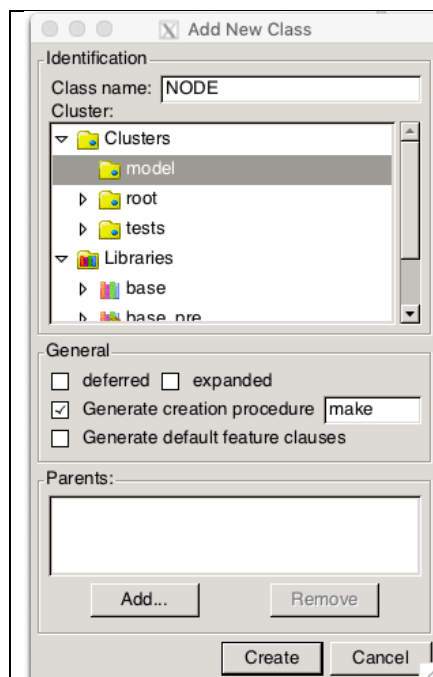 Add New Class
Identification
Class name: NODE
Cluster:
Clusters
model
root
tests
Libraries
base
base_pre
General
deferred expanded
Generate creation procedure make
Generate default feature clauses
Parents:
Add... Remove
Create Cancel